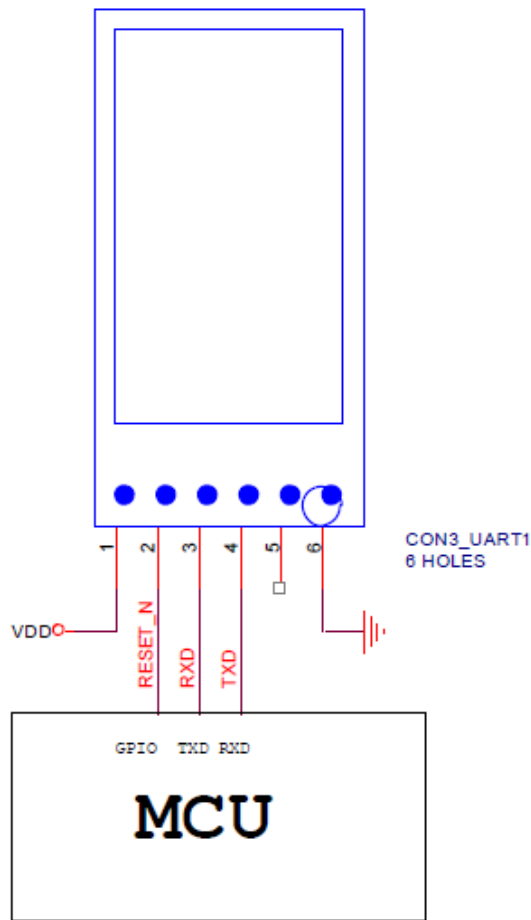 1 2 3 4 5 6
CON3_UART1
6 HOLES
VDD
RESET_N
RXD
TXD
GPIO TXD RXD
MCU